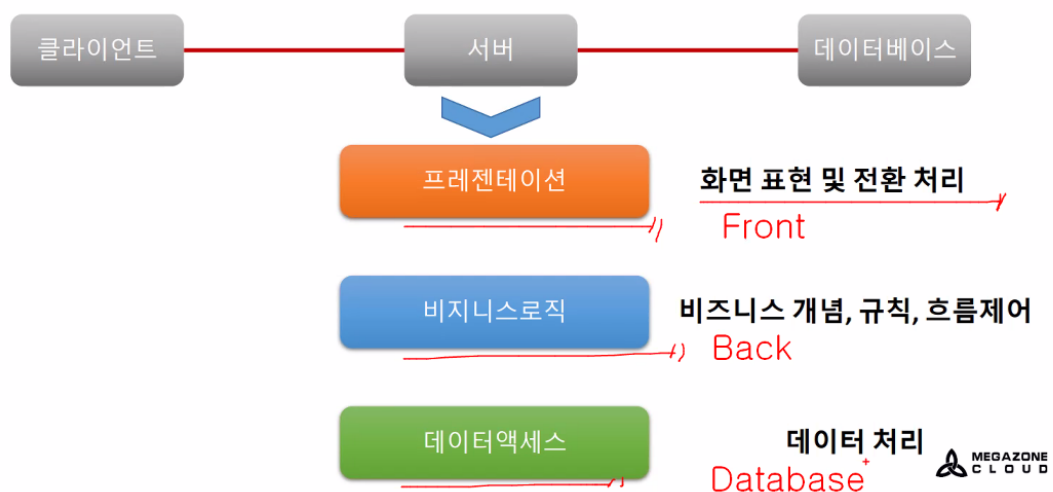 클라이언트
서버
데이터베이스
프레젠테이션
화면 표현 및 전환 처리
Front
비지니스로직
비즈니스 개념, 규칙, 흐름제어
Back
데이터액세스
데이터 처리
Database
MEGAZONE
CLOUD